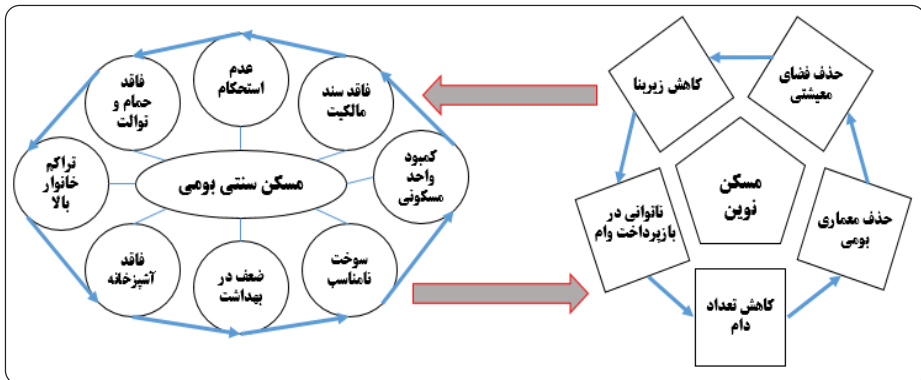 عدم
استحکام
فاقد سند
مالکیت
کمبود
واحد
مسکونی
سوخت
نامناسب
ضعف در
بهداشت
فاقد
آشپزخانه
تراکم
خانوار
بالا
فاقد
حمام و
توالت
مسکن سنتی بومی
حذف فضای
معیشتی
کاهش زیربنا
ناتوانی در
بازپرداخت وام
کاهش تعداد
دام
حذف معماری
بومی
مسکن
نوین